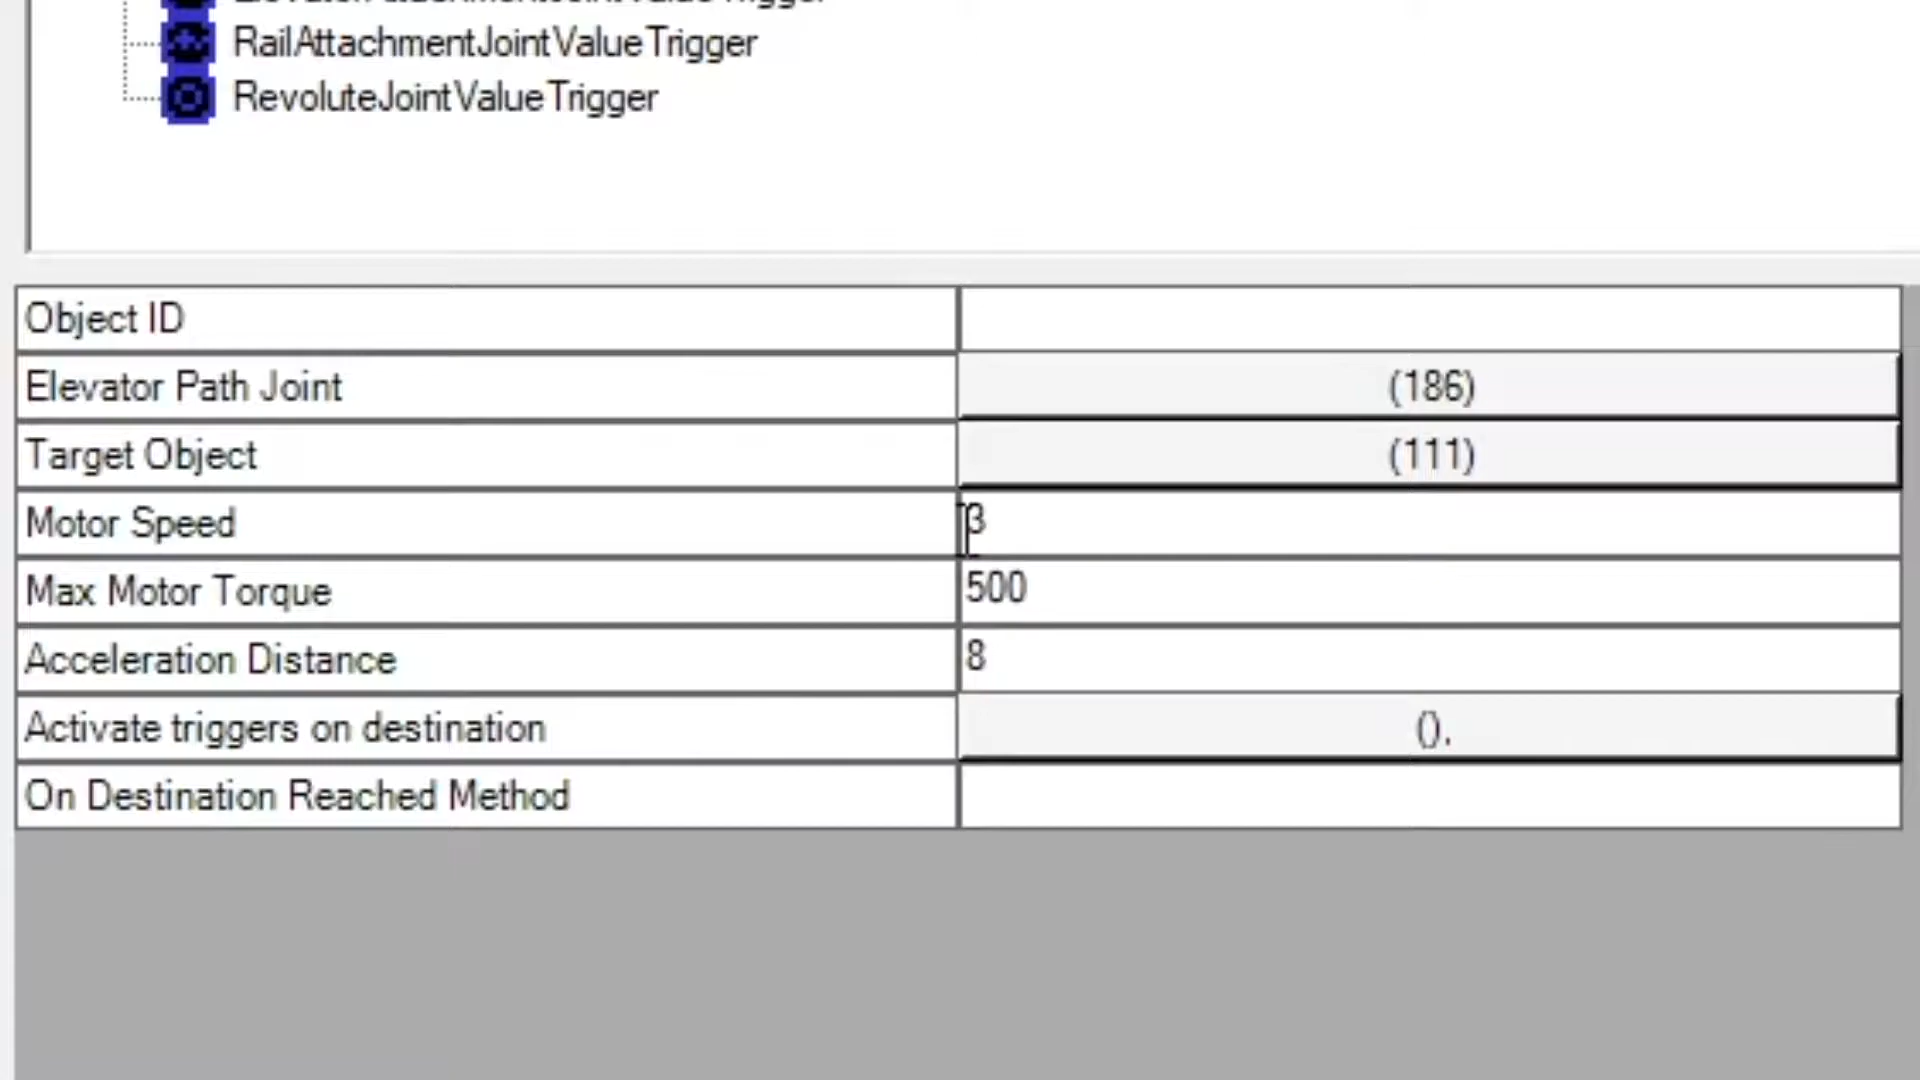 RailAttachmentJointValueTrigger
RevoluteJointValueTrigger
Object ID
Elevator Path Joint (186)
Target Object (111)
Motor Speed 3
Max Motor Torque 500
Acceleration Distance 8
Activate triggers on destination ().
On Destination Reached Method